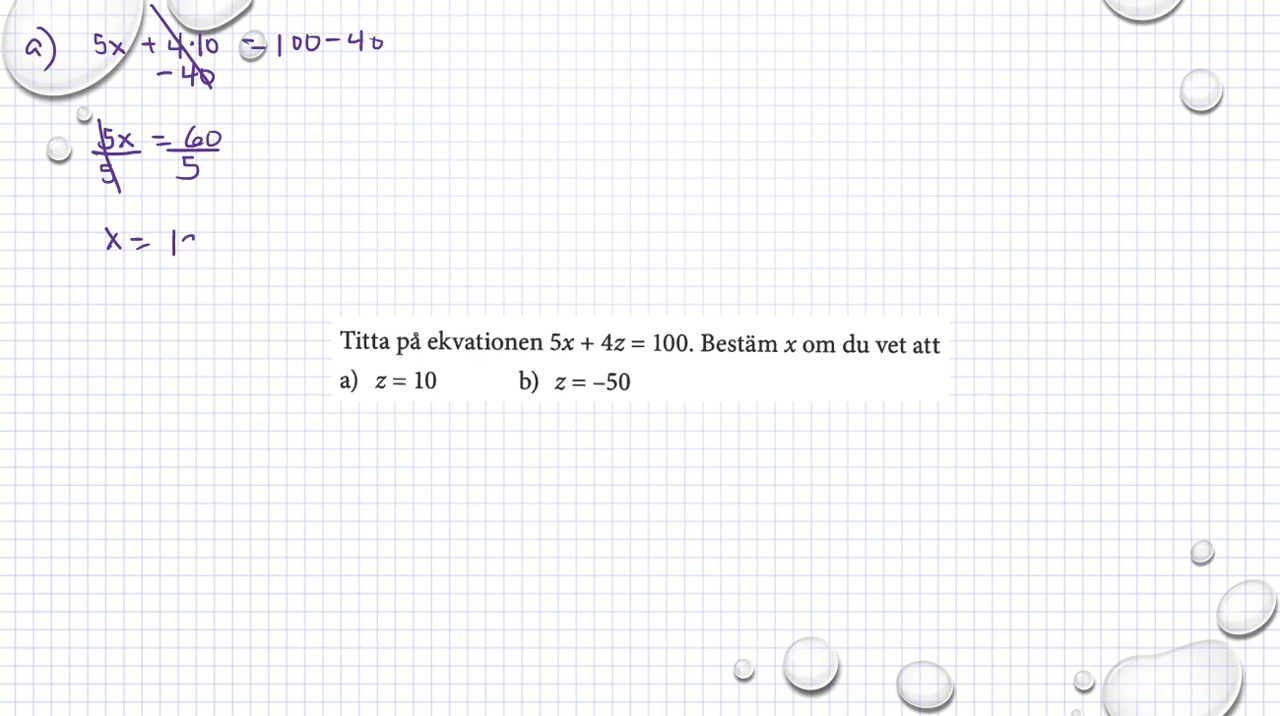 a) 5x + 4·10 = 100-40
-40
5x = 60
5 5
x = 1
Titta på ekvationen 5x + 4z = 100. Bestäm x om du vet att
a) z = 10 b) z = –50